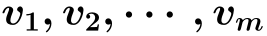 v₁, v₂, ⋯ , vₘ